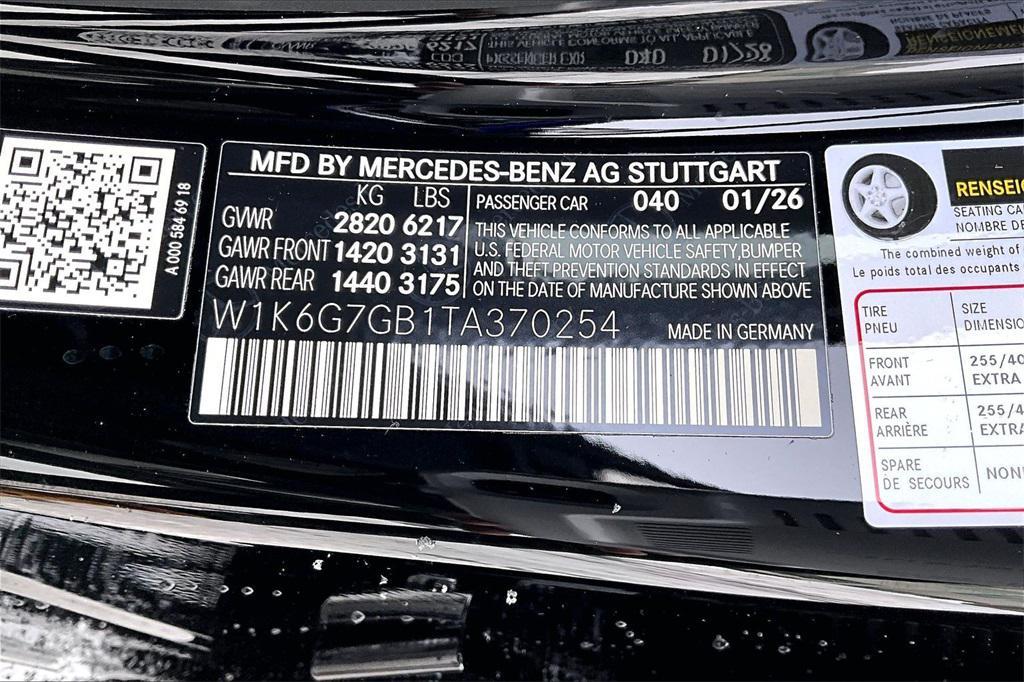 MFD BY MERCEDES-BENZ AG STUTTGART
KG LBS
GVWR 2820 6217
GAWR FRONT 1420 3131
GAWR REAR 1440 3175
PASSENGER CAR 040 01/26
THIS VEHICLE CONFORMS TO ALL APPLICABLE
U.S. FEDERAL MOTOR VEHICLE SAFETY, BUMPER
AND THEFT PREVENTION STANDARDS IN EFFECT
ON THE DATE OF MANUFACTURE SHOWN ABOVE
W1K6G7GB1TA370254 MADE IN GERMANY
A 000 584 69 18
RENSEI
SEATING CA
NOMBRE DE
The combined weight of
Le poids total des occupants
TIRE SIZE
PNEU DIMENSIO
FRONT 255/40
AVANT EXTRA
REAR 255/4
ARRIÈRE EXTRA
SPARE NON
DE SECOURS